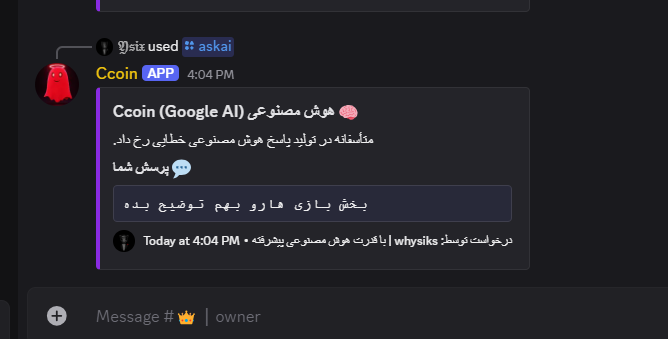 𝖄𝖘𝖎𝖝 used askai
Ccoin APP 4:04 PM
🧠 هوش مصنوعی Ccoin (Google AI)
متأسفانه در تولید پاسخ هوش مصنوعی خطایی رخ داد.
💬 پرسش شما
بخش بازی هارو بهم توضیح بده
درخواست توسط: whysiks | با قدرت هوش مصنوعی پیشرفته • Today at 4:04 PM
Message # 👑 | owner